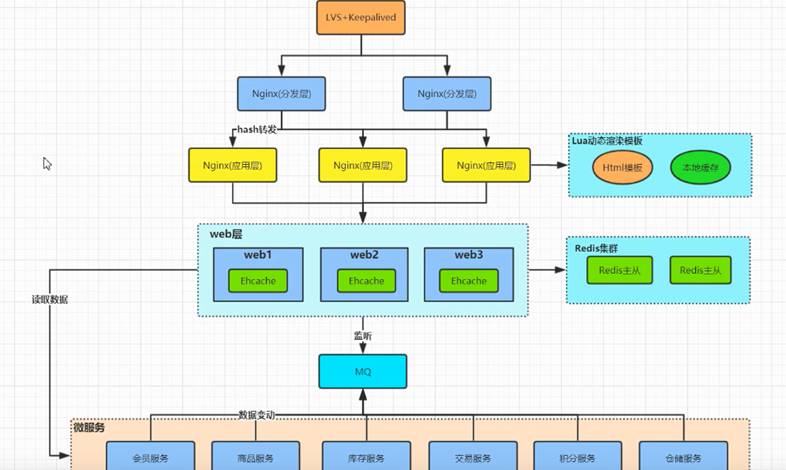 LVS+Keepalived
Nginx(分发层)
Nginx(分发层)
hash转发
Nginx(应用层)
Nginx(应用层)
Nginx(应用层)
Lua动态渲染模板
Html模板
本地缓存
web层
web1
web2
web3
Ehcache
Ehcache
Ehcache
Redis集群
Redis主从
Redis主从
读取数据
监听
MQ
数据变动
微服务
会员服务
商品服务
库存服务
交易服务
积分服务
仓储服务